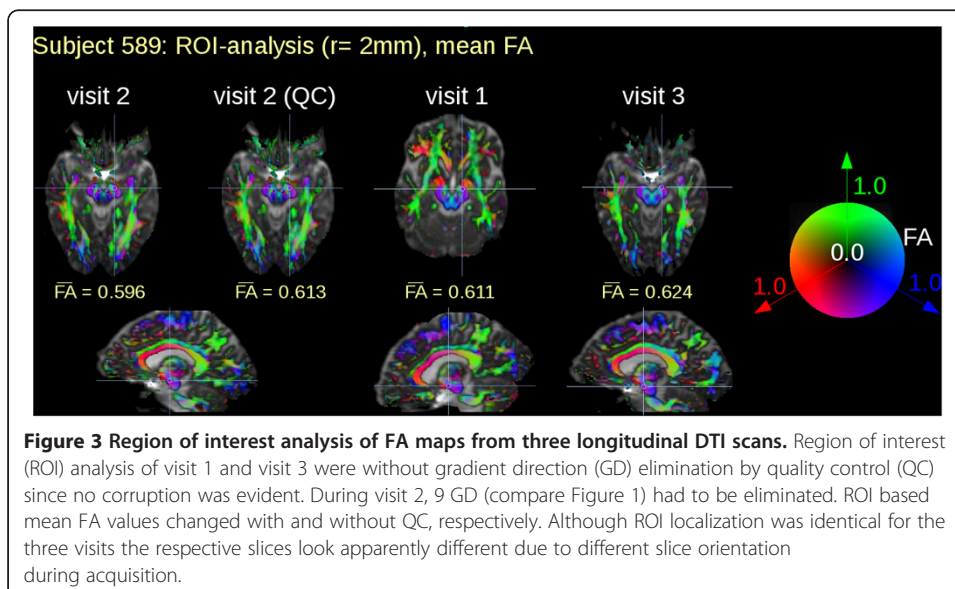 Subject 589: ROI-analysis (r= 2mm), mean FA
visit 2
visit 2 (QC)
visit 1
visit 3
F̅A̅ = 0.596
F̅A̅ = 0.613
F̅A̅ = 0.611
F̅A̅ = 0.624
1.0
FA
0.0
1.0
1.0
Figure 3 Region of interest analysis of FA maps from three longitudinal DTI scans. Region of interest
(ROI) analysis of visit 1 and visit 3 were without gradient direction (GD) elimination by quality control (QC)
since no corruption was evident. During visit 2, 9 GD (compare Figure 1) had to be eliminated. ROI based
mean FA values changed with and without QC, respectively. Although ROI localization was identical for the
three visits the respective slices look apparently different due to different slice orientation
during acquisition.